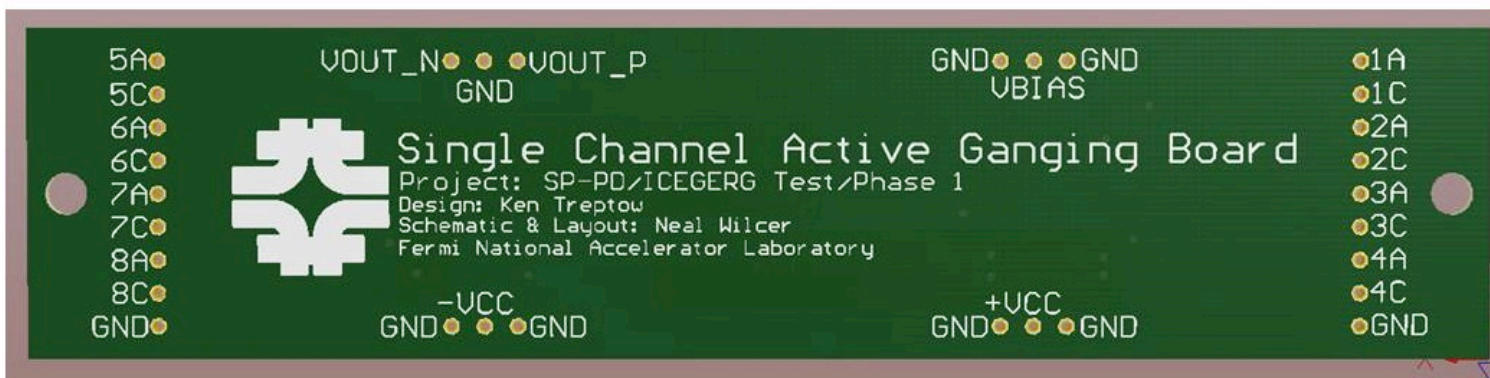 5A
5C
6A
6C
7A
7C
8A
8C
GND
VOUT_N VOUT_P
GND
GND GND
VBIAS
Single Channel Active Ganging Board
Project: SP-PD/ICEGERG Test/Phase 1
Design: Ken Treptow
Schematic & Layout: Neal Wilcer
Fermi National Accelerator Laboratory
-VCC
GND GND
+VCC
GND GND
1A
1C
2A
2C
3A
3C
4A
4C
GND